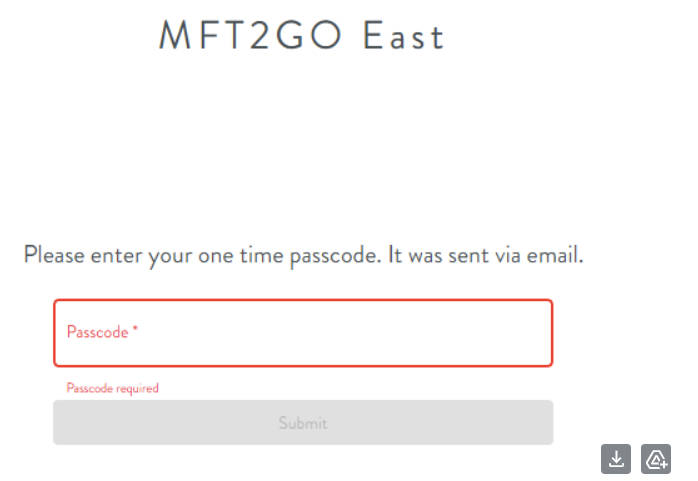 MFT2GO East
Please enter your one time passcode. It was sent via email.
Passcode *
Passcode required
Submit